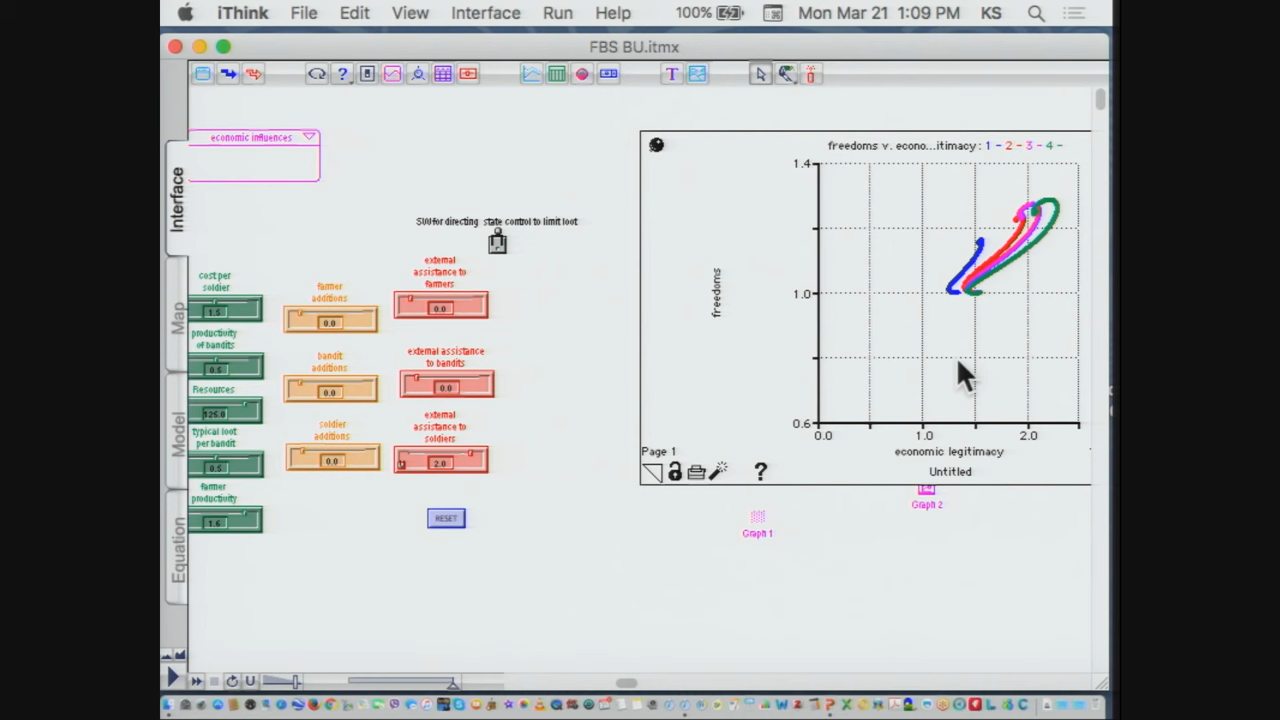 iThink File Edit View Interface Run Help 100% Mon Mar 21 1:09 PM KS
FBS BU.itmx
T
economic influences
freedoms v. econo...itimacy: 1 - 2 - 3 - 4 -
1.4
Interface
SW for directing state control to limit loot
external
assistance to
farmers
0.0
cost per
soldier
1.5
farmer
additions
0.0
freedoms
1.0
Map
productivity
of bandits
0.5
bandit
additions
0.0
external assistance
to bandits
0.0
Resources
125.0
Model
typical loot
per bandit
0.5
soldier
additions
0.0
external
assistance to
soldiers
2.0
0.6
0.0 1.0 2.0
Page 1
economic legitimacy
Untitled
?
farmer
productivity
1.6
RESET
Graph 2
Graph 1
Equation
U